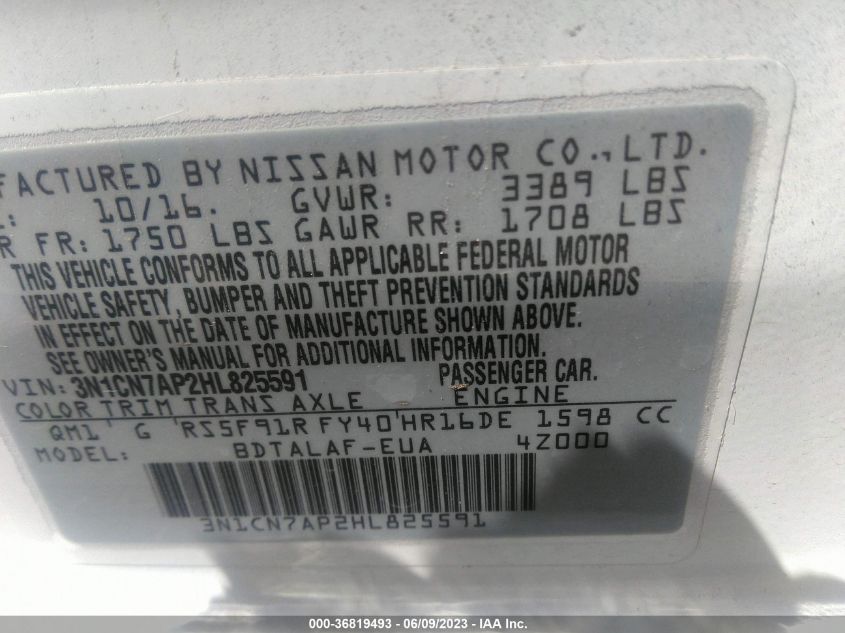 FACTURED BY NISSAN MOTOR CO., LTD.
10/16. GVWR: 3389 LBS
R FR: 1750 LBS GAWR RR: 1708 LBS
THIS VEHICLE CONFORMS TO ALL APPLICABLE FEDERAL MOTOR
VEHICLE SAFETY, BUMPER AND THEFT PREVENTION STANDARDS
IN EFFECT ON THE DATE OF MANUFACTURE SHOWN ABOVE.
SEE OWNER'S MANUAL FOR ADDITIONAL INFORMATION.
VIN: 3N1CN7AP2HL825591 PASSENGER CAR.
COLOR TRIM TRANS AXLE ENGINE
QM1 G RS5F91R FY40 HR16DE 1598 CC
MODEL: BDTALAF-EUA 4Z000
3N1CN7AP2HL825591
000-36819493 - 06/09/2023 - IAA Inc.